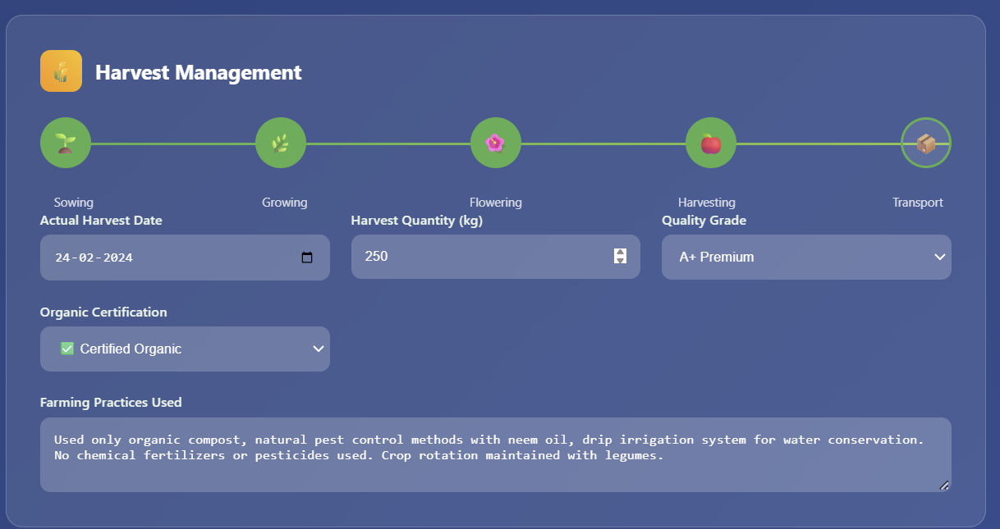 Harvest Management
Sowing Growing Flowering Harvesting Transport
Actual Harvest Date Harvest Quantity (kg) Quality Grade
24-02-2024 250 A+ Premium
Organic Certification
✅ Certified Organic
Farming Practices Used
Used only organic compost, natural pest control methods with neem oil, drip irrigation system for water conservation.
No chemical fertilizers or pesticides used. Crop rotation maintained with legumes.